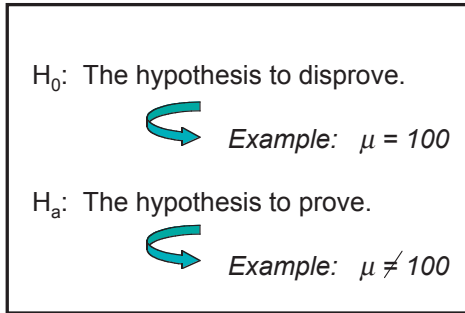 H₀: The hypothesis to disprove.
Example: μ = 100
Hₐ: The hypothesis to prove.
Example: μ ≠ 100